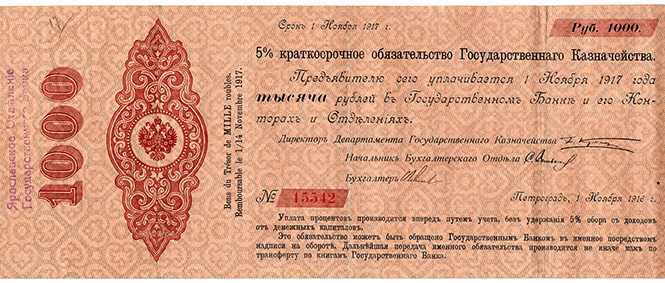 Срокъ 1 Ноября 1917 г.
Руб. 1000.
5% краткосрочное обязательство Государственнаго Казначейства.
Предъявителю сего уплачивается 1 Ноября 1917 года
тысяча рублей въ Государственномъ Банкѣ и его Кон-
торахъ и Отдѣленіяхъ.
Директоръ Департамента Государственнаго Казначейства
Начальникъ Бухгалтерскаго Отдѣла
Бухгалтеръ
№ 15542
Петроградъ, 1 Ноября 1916 г.
Уплата процентовъ производится впередъ путемъ учета, безъ удержанія 5% сбора съ доходовъ
отъ денежныхъ капиталовъ.
Это обязательство можетъ быть обращено Государственнымъ Банкомъ въ именное посредствомъ
надписи на оборотѣ. Дальнѣйшая передача именного обязательства производится не иначе какъ по
трансферту по книгамъ Государственнаго Банка.
Bons du Trésor de MILLE roubles.
Remboursable le 1/14 Novembre 1917.
1000
Ярославское Отдѣленіе
Государственнаго Банка